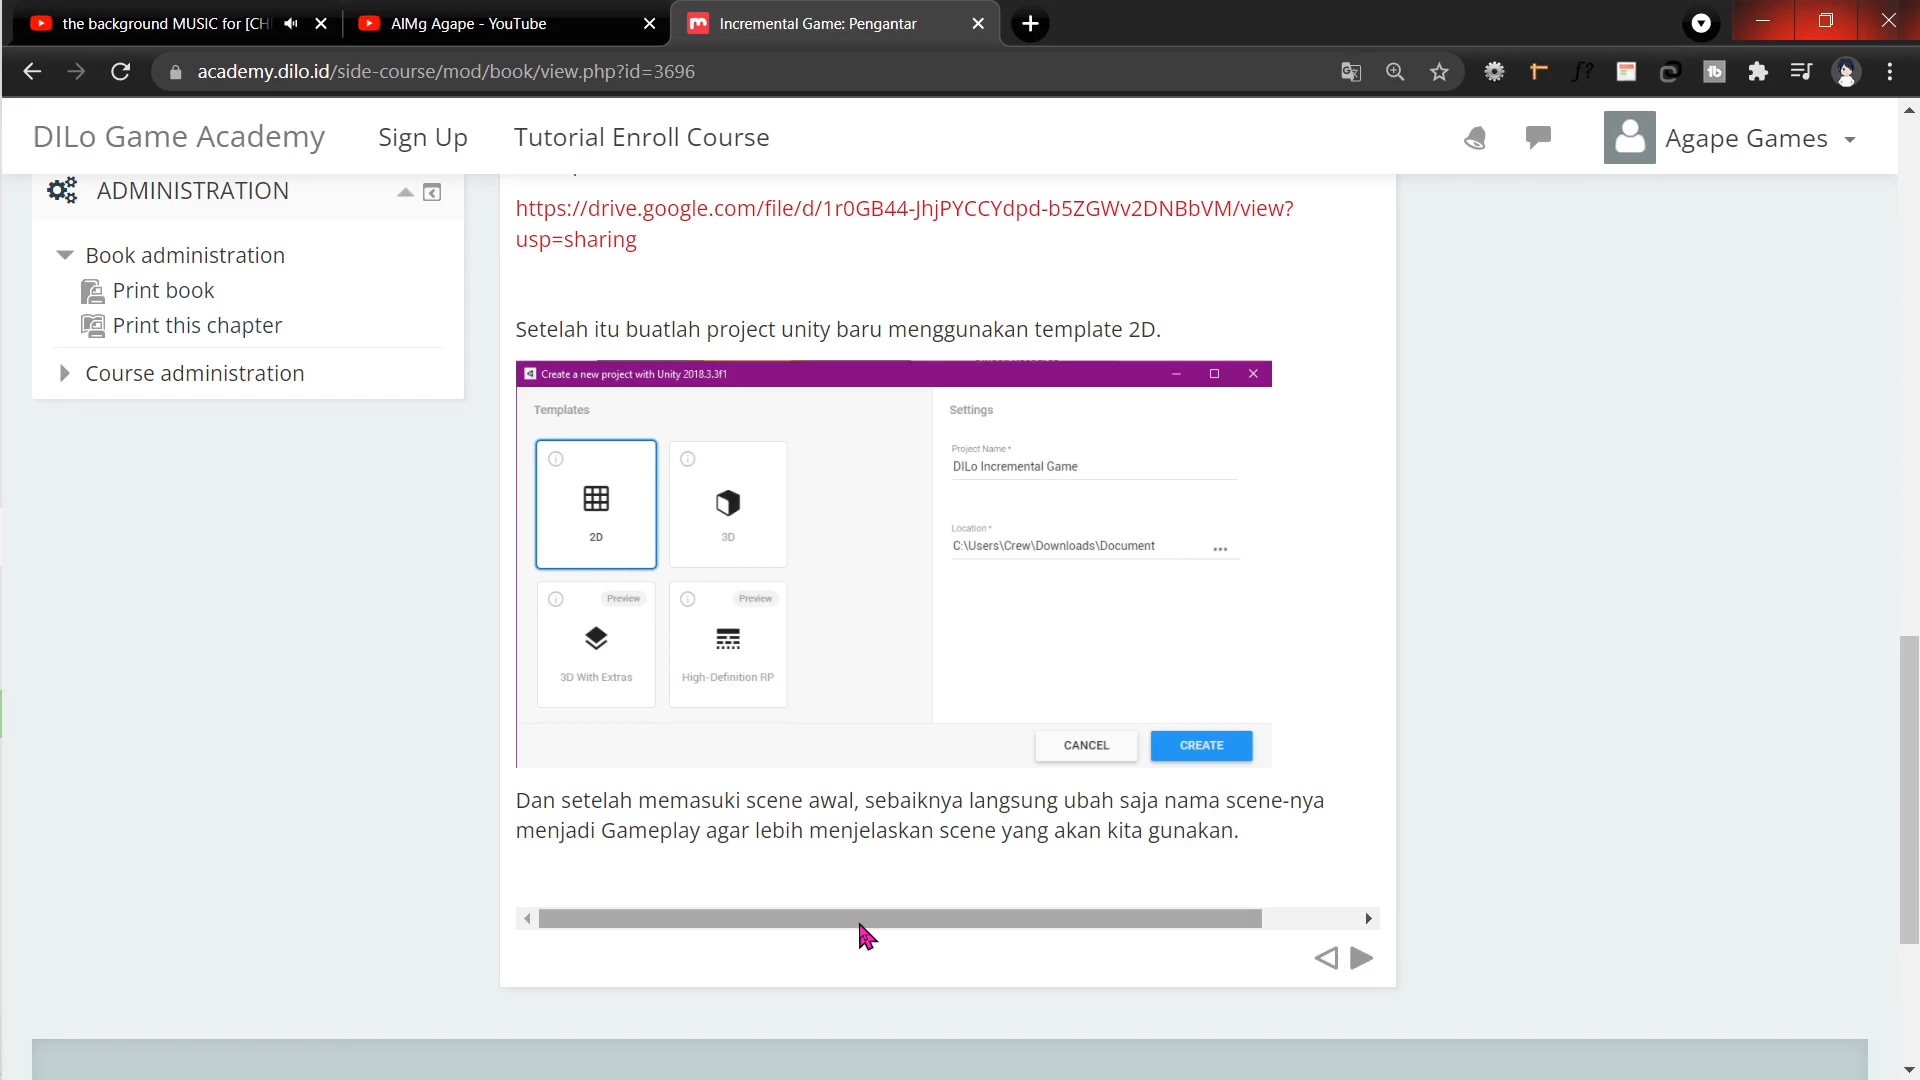 the background MUSIC for [CH
AIMg Agape - YouTube
Incremental Game: Pengantar
academy.dilo.id/side-course/mod/book/view.php?id=3696
DILo Game Academy
Sign Up
Tutorial Enroll Course
Agape Games
ADMINISTRATION
Book administration
Print book
Print this chapter
Course administration
https://drive.google.com/file/d/1r0GB44-JhjPYCCYdpd-b5ZGWv2DNBbVM/view?
usp=sharing
Setelah itu buatlah project unity baru menggunakan template 2D.
Create a new project with Unity 2018.3.3f1
Templates
2D
3D
Preview
3D With Extras
Preview
High-Definition RP
Settings
Project Name *
DILo Incremental Game
Location *
C:\Users\Crew\Downloads\Document
CANCEL
CREATE
Dan setelah memasuki scene awal, sebaiknya langsung ubah saja nama scene-nya
menjadi Gameplay agar lebih menjelaskan scene yang akan kita gunakan.